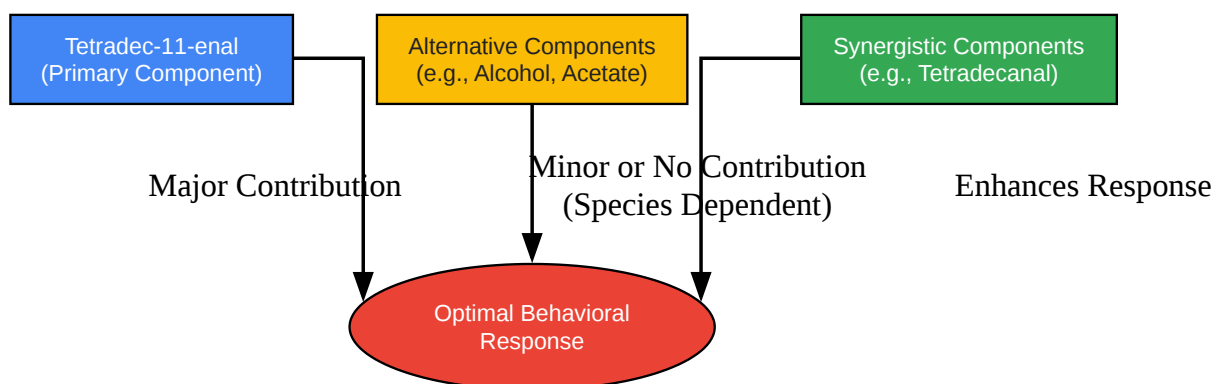 Tetradec-11-enal
(Primary Component)
Alternative Components
(e.g., Alcohol, Acetate)
Synergistic Components
(e.g., Tetradecanal)
Major Contribution
Minor or No Contribution
(Species Dependent)
Enhances Response
Optimal Behavioral
Response